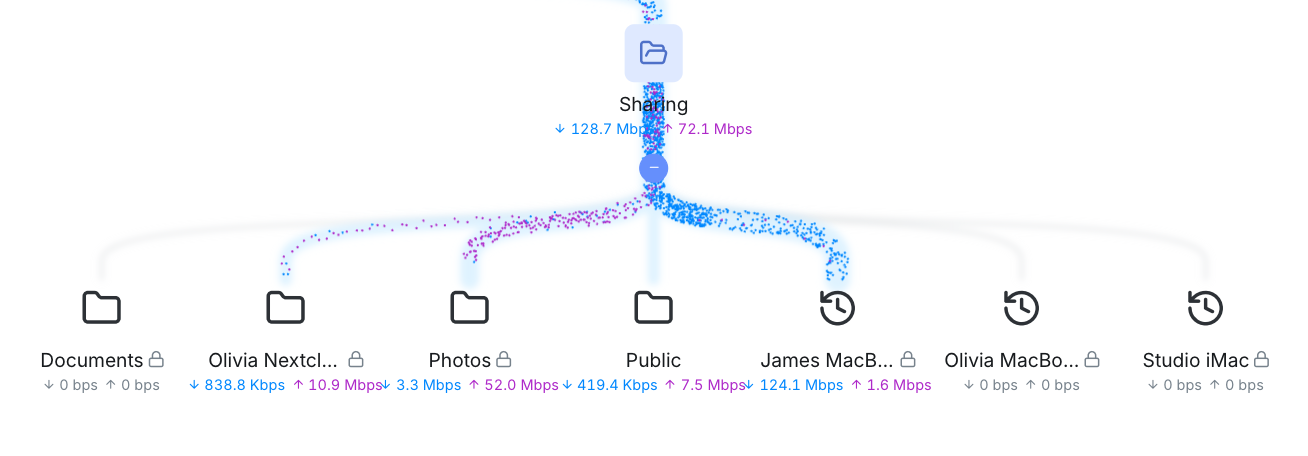 Sharing
↓ 128.7 Mbps ↑ 72.1 Mbps
Documents
↓ 0 bps ↑ 0 bps
Olivia Nextcl...
↓ 838.8 Kbps ↑ 10.9 Mbps
Photos
↓ 3.3 Mbps ↑ 52.0 Mbps
Public
↓ 419.4 Kbps ↑ 7.5 Mbps
James MacB...
↓ 124.1 Mbps ↑ 1.6 Mbps
Olivia MacBo...
↓ 0 bps ↑ 0 bps
Studio iMac
↓ 0 bps ↑ 0 bps